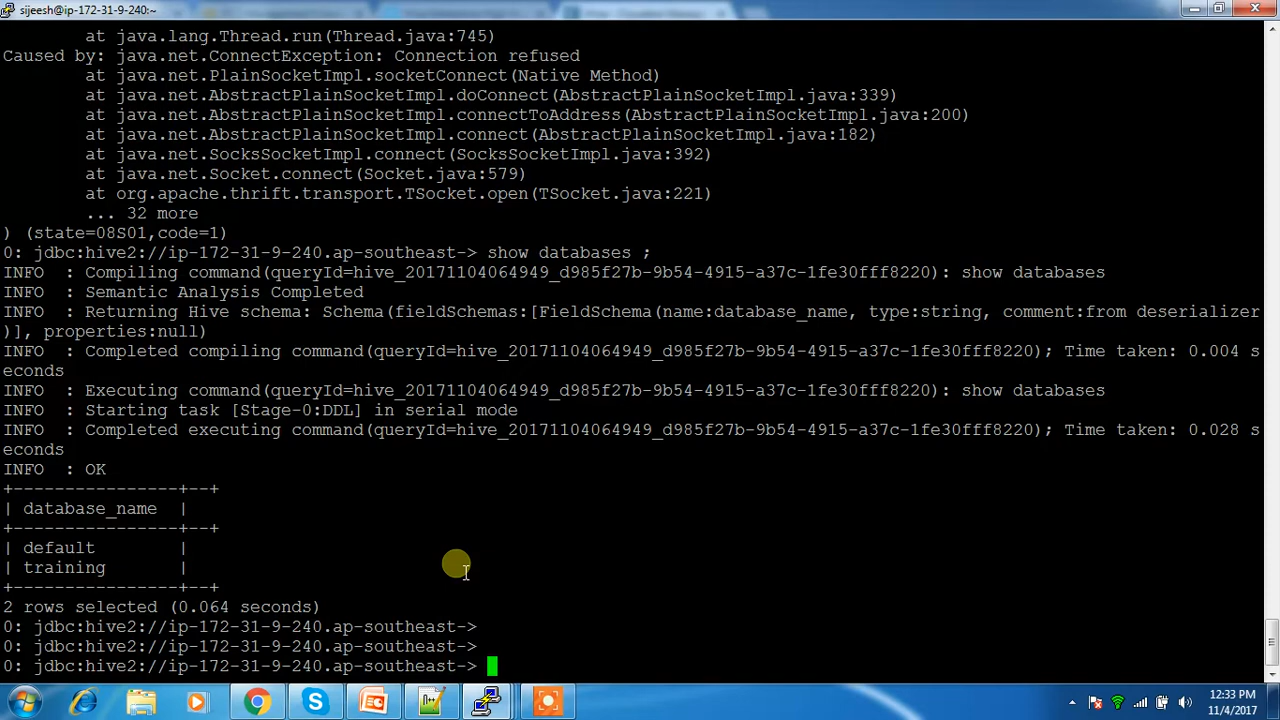 sijeesh@ip-172-31-9-240:~
        at java.lang.Thread.run(Thread.java:745)
Caused by: java.net.ConnectException: Connection refused
        at java.net.PlainSocketImpl.socketConnect(Native Method)
        at java.net.AbstractPlainSocketImpl.doConnect(AbstractPlainSocketImpl.java:339)
        at java.net.AbstractPlainSocketImpl.connectToAddress(AbstractPlainSocketImpl.java:200)
        at java.net.AbstractPlainSocketImpl.connect(AbstractPlainSocketImpl.java:182)
        at java.net.SocksSocketImpl.connect(SocksSocketImpl.java:392)
        at java.net.Socket.connect(Socket.java:579)
        at org.apache.thrift.transport.TSocket.open(TSocket.java:221)
        ... 32 more
) (state=08S01,code=1)
0: jdbc:hive2://ip-172-31-9-240.ap-southeast-> show databases ;
INFO  : Compiling command(queryId=hive_20171104064949_d985f27b-9b54-4915-a37c-1fe30fff8220): show databases
INFO  : Semantic Analysis Completed
INFO  : Returning Hive schema: Schema(fieldSchemas:[FieldSchema(name:database_name, type:string, comment:from deserializer
)], properties:null)
INFO  : Completed compiling command(queryId=hive_20171104064949_d985f27b-9b54-4915-a37c-1fe30fff8220); Time taken: 0.004 s
econds
INFO  : Executing command(queryId=hive_20171104064949_d985f27b-9b54-4915-a37c-1fe30fff8220): show databases
INFO  : Starting task [Stage-0:DDL] in serial mode
INFO  : Completed executing command(queryId=hive_20171104064949_d985f27b-9b54-4915-a37c-1fe30fff8220); Time taken: 0.028 s
econds
INFO  : OK
+----------------+--+
| database_name  |
+----------------+--+
| default        |
| training       |
+----------------+--+
2 rows selected (0.064 seconds)
0: jdbc:hive2://ip-172-31-9-240.ap-southeast->
0: jdbc:hive2://ip-172-31-9-240.ap-southeast->
0: jdbc:hive2://ip-172-31-9-240.ap-southeast->
12:33 PM
11/4/2017